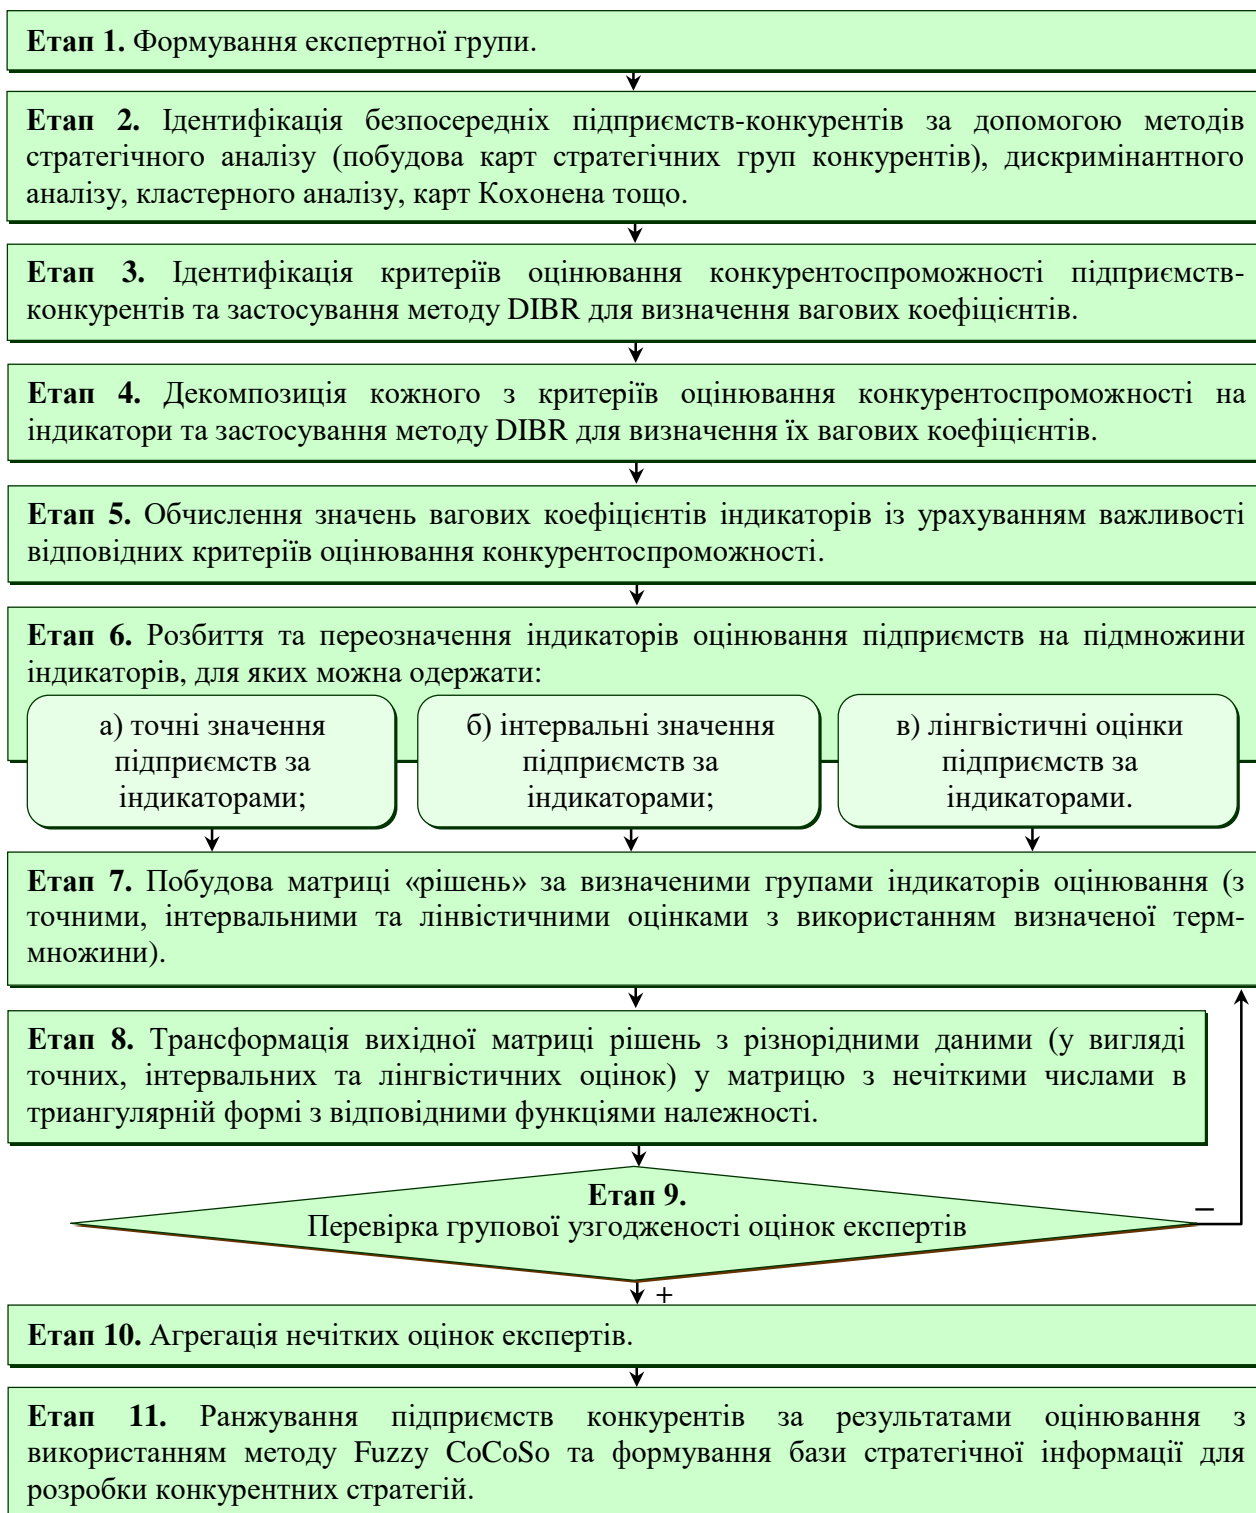 Етап 1. Формування експертної групи.
Етап 2. Ідентифікація безпосередніх підприємств-конкурентів за допомогою методів
стратегічного аналізу (побудова карт стратегічних груп конкурентів), дискримінантного
аналізу, кластерного аналізу, карт Кохонена тощо.
Етап 3. Ідентифікація критеріїв оцінювання конкурентоспроможності підприємств-
конкурентів та застосування методу DIBR для визначення вагових коефіцієнтів.
Етап 4. Декомпозиція кожного з критеріїв оцінювання конкурентоспроможності на
індикатори та застосування методу DIBR для визначення їх вагових коефіцієнтів.
Етап 5. Обчислення значень вагових коефіцієнтів індикаторів із урахуванням важливості
відповідних критеріїв оцінювання конкурентоспроможності.
Етап 6. Розбиття та переозначення індикаторів оцінювання підприємств на підмножини
індикаторів, для яких можна одержати:
а) точні значення
підприємств за
індикаторами;
б) інтервальні значення
підприємств за
індикаторами;
в) лінгвістичні оцінки
підприємств за
індикаторами.
Етап 7. Побудова матриці «рішень» за визначеними групами індикаторів оцінювання (з
точними, інтервальними та лінвістичними оцінками з використанням визначеної терм-
множини).
Етап 8. Трансформація вихідної матриці рішень з різнорідними даними (у вигляді
точних, інтервальних та лінгвістичних оцінок) у матрицю з нечіткими числами в
триангулярній формі з відповідними функціями належності.
Етап 9.
Перевірка групової узгодженості оцінок експертів
–
+
Етап 10. Агрегація нечітких оцінок експертів.
Етап 11. Ранжування підприємств конкурентів за результатами оцінювання з
використанням методу Fuzzy CoCoSo та формування бази стратегічної інформації для
розробки конкурентних стратегій.